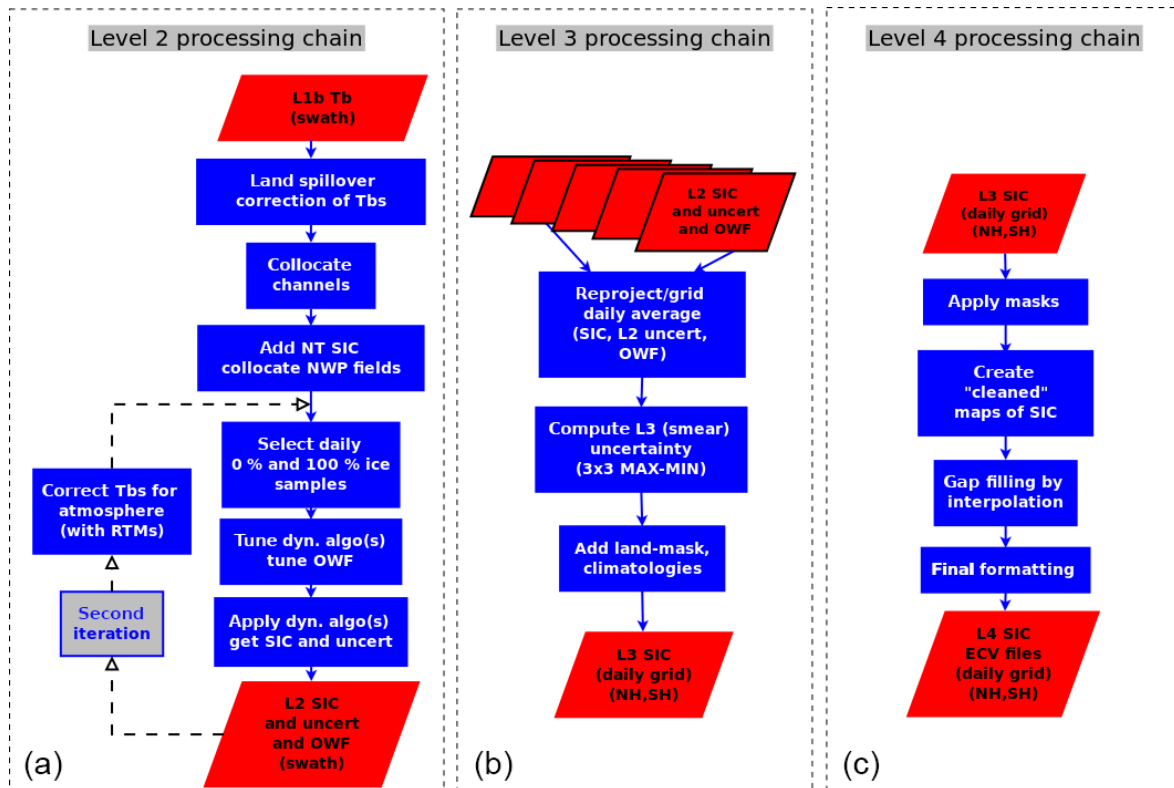 Level 2 processing chain
L1b Tb
(swath)
Land spillover
correction of Tbs
Collocate
channels
Add NT SIC
collocate NWP fields
Select daily
0 % and 100 % ice
samples
Correct Tbs for
atmosphere
(with RTMs)
Tune dyn. algo(s)
tune OWF
Second
iteration
Apply dyn. algo(s)
get SIC and uncert
L2 SIC
and uncert
and OWF
(swath)
(a)
Level 3 processing chain
L2 SIC
and uncert
and OWF
Reproject/grid
daily average
(SIC, L2 uncert,
OWF)
Compute L3 (smear)
uncertainty
(3x3 MAX-MIN)
Add land-mask,
climatologies
L3 SIC
(daily grid)
(NH,SH)
(b)
Level 4 processing chain
L3 SIC
(daily grid)
(NH,SH)
Apply masks
Create
"cleaned"
maps of SIC
Gap filling by
interpolation
Final formatting
L4 SIC
ECV files
(daily grid)
(NH,SH)
(c)